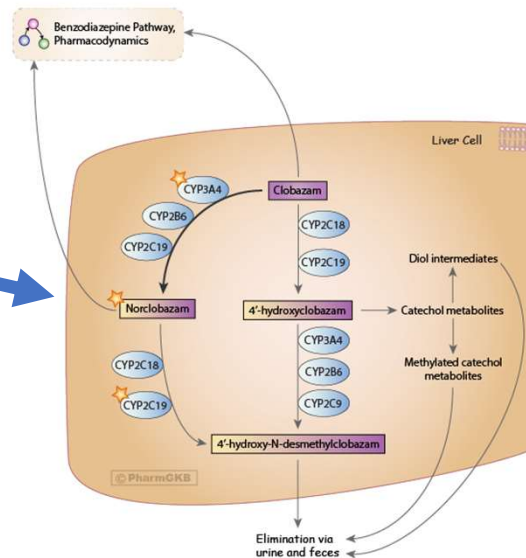 Benzodiazepine Pathway,
Pharmacodynamics
Liver Cell
CYP3A4
Clobazam
CYP2B6
CYP2C18
CYP2C19
CYP2C19
Diol intermediates
Norclobazam
4'-hydroxyclobazam
Catechol metabolites
CYP3A4
CYP2C18
CYP2B6
Methylated catechol
metabolites
CYP2C19
CYP2C9
4'-hydroxy-N-desmethylclobazam
© PharmGKB
Elimination via
urine and feces